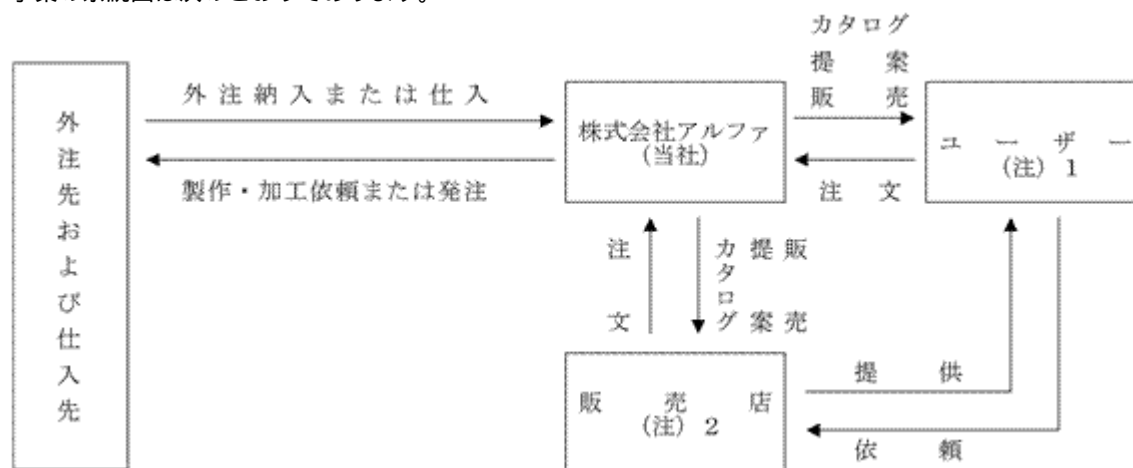 事業の系統図は次のとおりであります。
カタログ
提案
販売
外注納入または仕入
株式会社アルファ
(当社)
ユーザー
(注)1
製作・加工依頼または発注
注文
外注先および仕入先
注文
カタログ
提案
販売
販売店
(注)2
提供
依頼